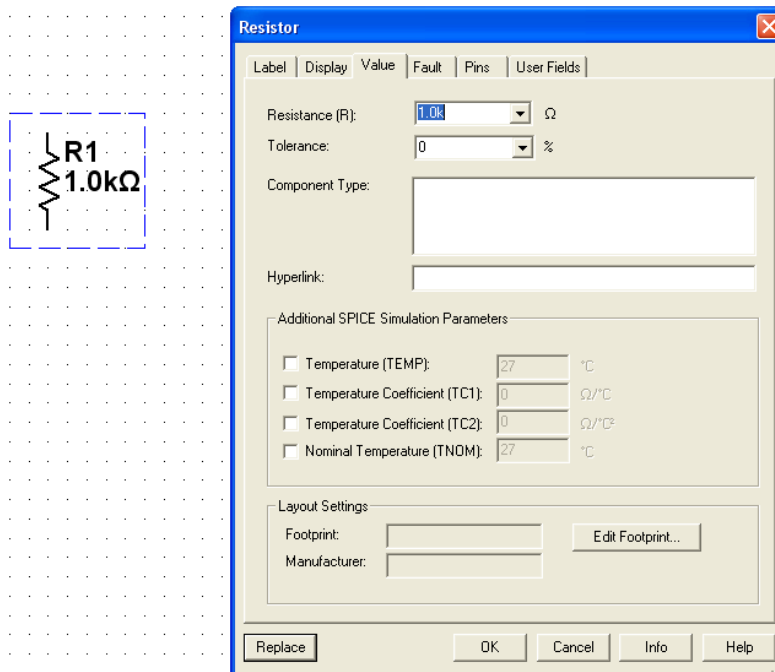 Resistor
Label Display Value Fault Pins User Fields
R1
1.0kΩ
Resistance (R): 1.0k Ω
Tolerance: 0 %
Component Type:
Hyperlink:
Additional SPICE Simulation Parameters
Temperature (TEMP): 27 °C
Temperature Coefficient (TC1): 0 Ω/°C
Temperature Coefficient (TC2): 0 Ω/°C²
Nominal Temperature (TNOM): 27 °C
Layout Settings
Footprint: Edit Footprint...
Manufacturer:
Replace OK Cancel Info Help